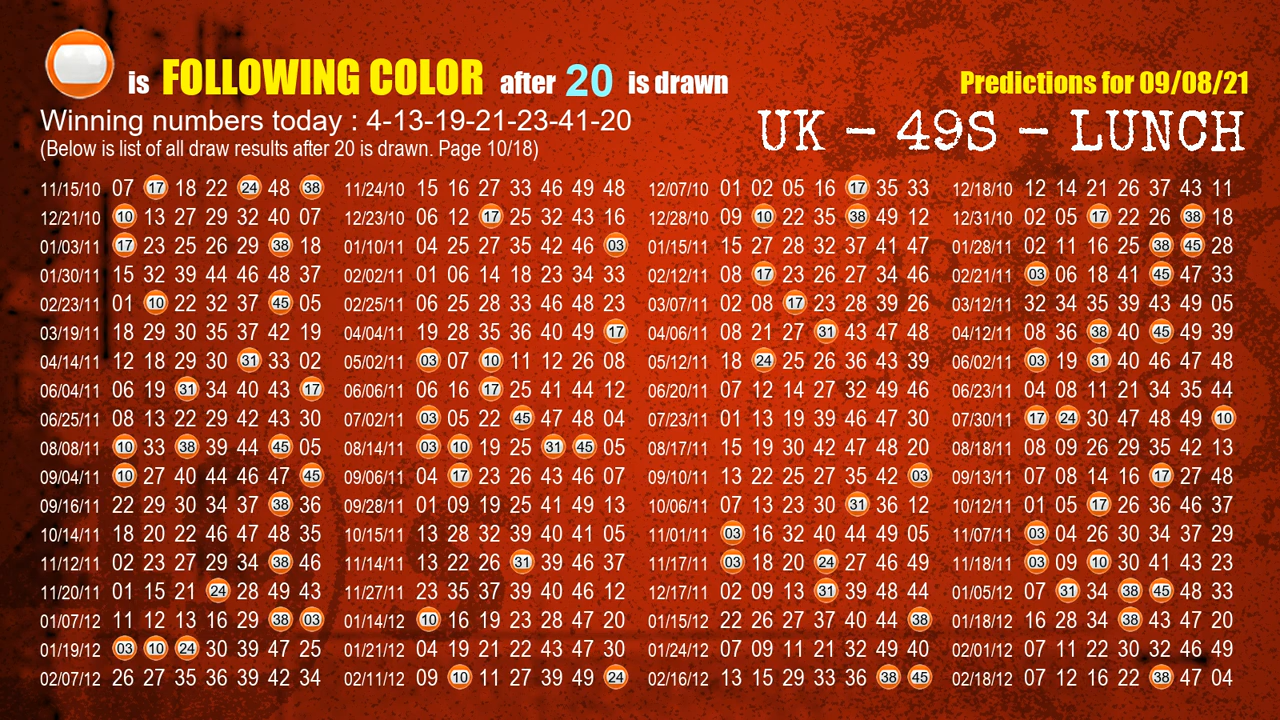 is FOLLOWING COLOR after 20 is drawn
Predictions for 09/08/21
Winning numbers today : 4-13-19-21-23-41-20
UK - 49S - LUNCH
(Below is list of all draw results after 20 is drawn. Page 10/18)
11/15/10 07 17 18 22 24 48 38 11/24/10 15 16 27 33 46 49 48 12/07/10 01 02 05 16 17 35 33 12/18/10 12 14 21 26 37 43 11
12/21/10 10 13 27 29 32 40 07 12/23/10 06 12 17 25 32 43 16 12/28/10 09 10 22 35 38 49 12 12/31/10 02 05 17 22 26 38 18
01/03/11 17 23 25 26 29 38 18 01/10/11 04 25 27 35 42 46 03 01/15/11 15 27 28 32 37 41 47 01/28/11 02 11 16 25 38 45 28
01/30/11 15 32 39 44 46 48 37 02/02/11 01 06 14 18 23 34 33 02/12/11 08 17 23 26 27 34 46 02/21/11 03 06 18 41 45 47 33
02/23/11 01 10 22 32 37 45 05 02/25/11 06 25 28 33 46 48 23 03/07/11 02 08 17 23 28 39 26 03/12/11 32 34 35 39 43 49 05
03/19/11 18 29 30 35 37 42 19 04/04/11 19 28 35 36 40 49 17 04/06/11 08 21 27 31 43 47 48 04/12/11 08 36 38 40 45 49 39
04/14/11 12 18 29 30 31 33 02 05/02/11 03 07 10 11 12 26 08 05/12/11 18 24 25 26 36 43 39 06/02/11 03 19 31 40 46 47 48
06/04/11 06 19 31 34 40 43 17 06/06/11 06 16 17 25 41 44 12 06/20/11 07 12 14 27 32 49 46 06/23/11 04 08 11 21 34 35 44
06/25/11 08 13 22 29 42 43 30 07/02/11 03 05 22 45 47 48 04 07/23/11 01 13 19 39 46 47 30 07/30/11 17 24 30 47 48 49 10
08/08/11 10 33 38 39 44 45 05 08/14/11 03 10 19 25 31 45 05 08/17/11 15 19 30 42 47 48 20 08/18/11 08 09 26 29 35 42 13
09/04/11 10 27 40 44 46 47 45 09/06/11 04 17 23 26 43 46 07 09/10/11 13 22 25 27 35 42 03 09/13/11 07 08 14 16 17 27 48
09/16/11 22 29 30 34 37 38 36 09/28/11 01 09 19 25 41 49 13 10/06/11 07 13 23 30 31 36 12 10/12/11 01 05 17 26 36 46 37
10/14/11 18 20 22 46 47 48 35 10/15/11 13 28 32 39 40 41 05 11/01/11 03 16 32 40 44 49 05 11/07/11 03 04 26 30 34 37 29
11/12/11 02 23 27 29 34 38 46 11/14/11 13 22 26 31 39 46 37 11/17/11 03 18 20 24 27 46 49 11/18/11 03 09 10 30 41 43 23
11/20/11 01 15 21 24 28 49 43 11/27/11 23 35 37 39 40 46 12 12/17/11 02 09 13 31 39 48 44 01/05/12 07 31 34 38 45 48 33
01/07/12 11 12 13 16 29 38 03 01/14/12 10 16 19 23 28 47 20 01/15/12 22 26 27 37 40 44 38 01/18/12 16 28 34 38 43 47 20
01/19/12 03 10 24 30 39 47 25 01/21/12 04 19 21 22 43 47 30 01/24/12 07 09 11 21 32 49 40 02/01/12 07 11 22 30 32 46 49
02/07/12 26 27 35 36 39 42 34 02/11/12 09 10 11 27 39 49 24 02/16/12 13 15 29 33 36 38 45 02/18/12 07 12 16 22 38 47 04